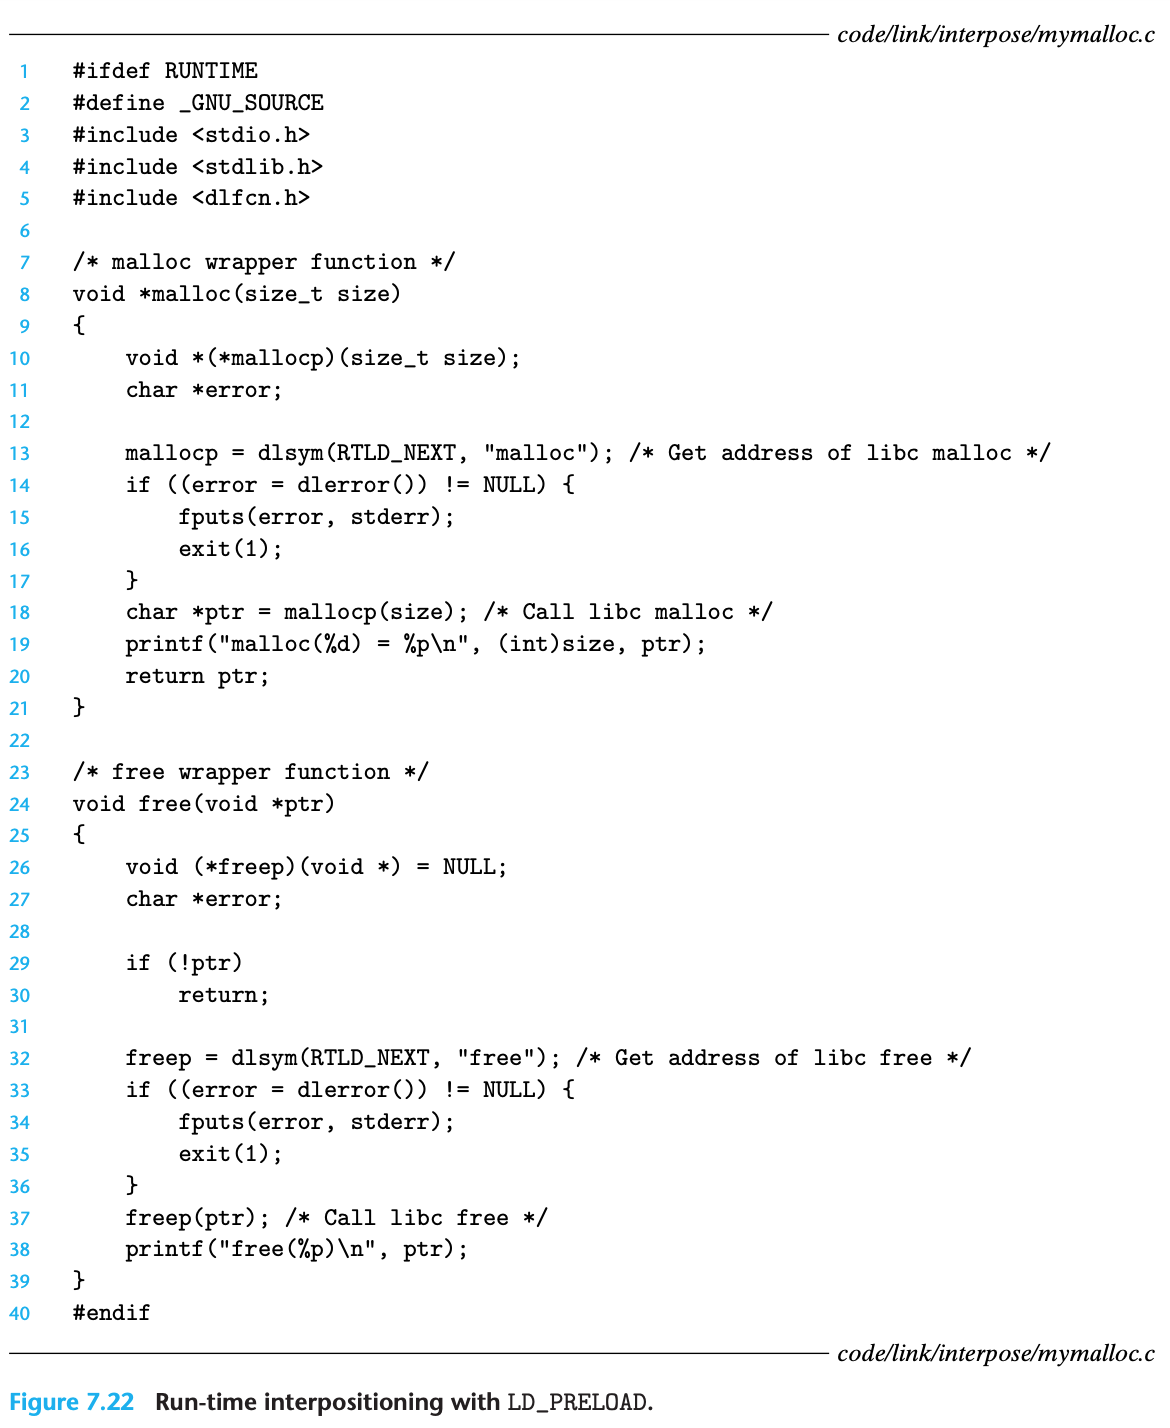 code/link/interpose/mymalloc.c
1 #ifdef RUNTIME
2 #define _GNU_SOURCE
3 #include <stdio.h>
4 #include <stdlib.h>
5 #include <dlfcn.h>
6
7 /* malloc wrapper function */
8 void *malloc(size_t size)
9 {
10     void *(*mallocp)(size_t size);
11     char *error;
12
13     mallocp = dlsym(RTLD_NEXT, "malloc"); /* Get address of libc malloc */
14     if ((error = dlerror()) != NULL) {
15         fputs(error, stderr);
16         exit(1);
17     }
18     char *ptr = mallocp(size); /* Call libc malloc */
19     printf("malloc(%d) = %p\n", (int)size, ptr);
20     return ptr;
21 }
22
23 /* free wrapper function */
24 void free(void *ptr)
25 {
26     void (*freep)(void *) = NULL;
27     char *error;
28
29     if (!ptr)
30         return;
31
32     freep = dlsym(RTLD_NEXT, "free"); /* Get address of libc free */
33     if ((error = dlerror()) != NULL) {
34         fputs(error, stderr);
35         exit(1);
36     }
37     freep(ptr); /* Call libc free */
38     printf("free(%p)\n", ptr);
39 }
40 #endif
code/link/interpose/mymalloc.c
Figure 7.22 Run-time interpositioning with LD_PRELOAD.